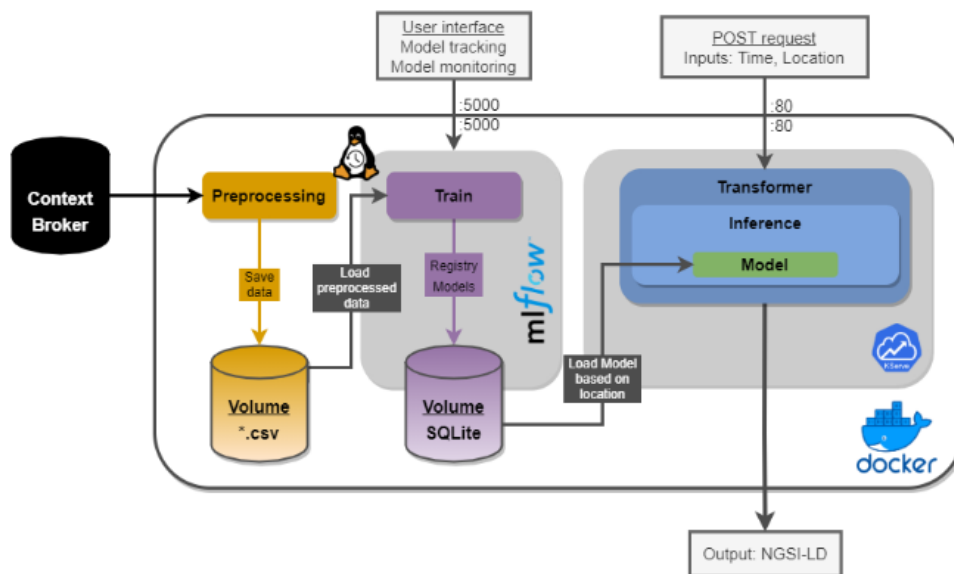 User interface
Model tracking
Model monitoring
POST request
Inputs: Time, Location
:5000
:5000
:80
:80
Context
Broker
Preprocessing
Train
Transformer
Inference
Model
Save
data
Load
preprocessed
data
Registry
Models
mlflow™
Load Model
based on
location
KServe
Volume
*.csv
Volume
SQLite
docker
Output: NGSI-LD